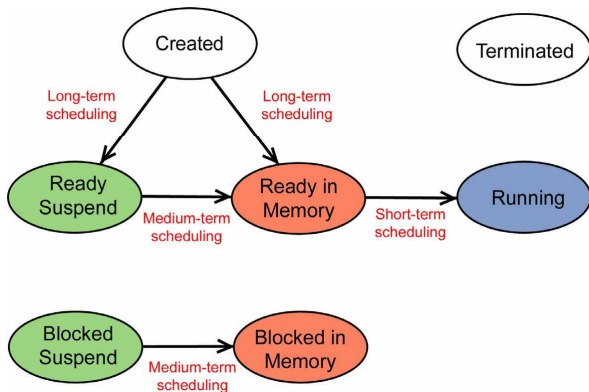 Created
Terminated
Long-term
scheduling
Long-term
scheduling
Ready
Suspend
Medium-term
scheduling
Ready in
Memory
Short-term
scheduling
Running
Blocked
Suspend
Medium-term
scheduling
Blocked in
Memory